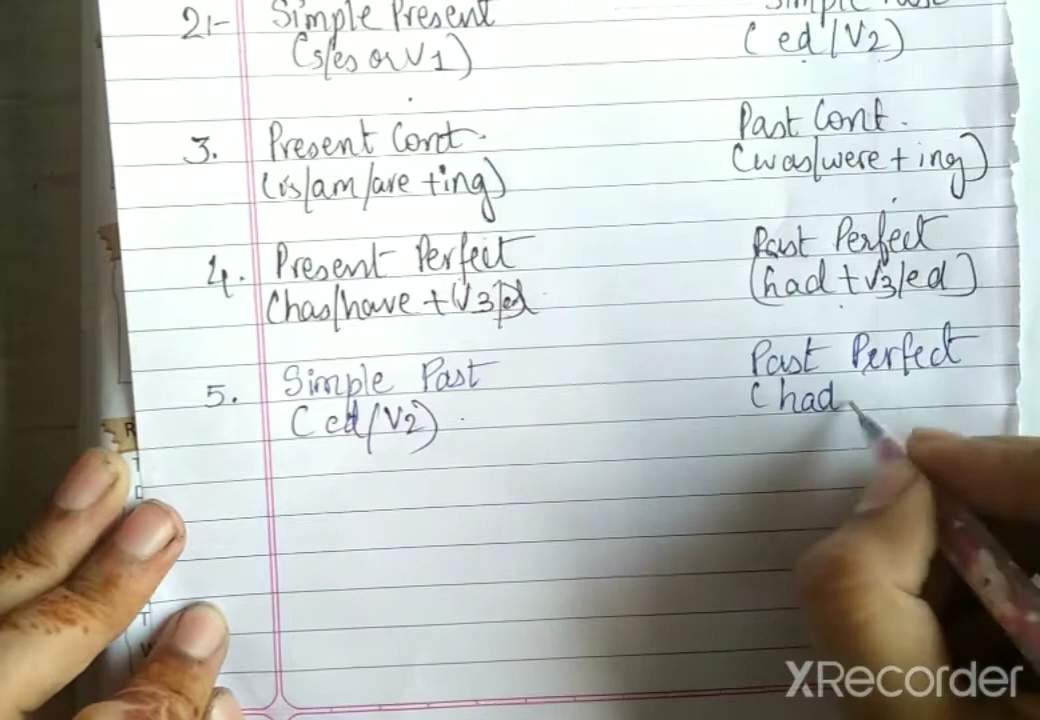 2:- Simple Present
(s/es or V1)
(ed/V2)
3. Present Cont.
(is/am/are +ing)
Past Cont.
(was/were + ing)
4. Present Perfect
(has/have + V3/ed
Past Perfect
(had + V3/ed)
5. Simple Past
(ed/V2)
Past Perfect
(had
R
XRecorder